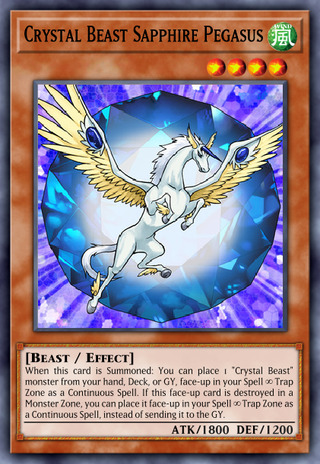 Crystal Beast Sapphire Pegasus
WIND
風
[Beast / Effect]
When this card is Summoned: You can place 1 "Crystal Beast"
monster from your hand, Deck, or GY, face-up in your Spell & Trap
Zone as a Continuous Spell. If this face-up card is destroyed in a
Monster Zone, you can place it face-up in your Spell & Trap Zone as
a Continuous Spell, instead of sending it to the GY.
ATK/1800 DEF/1200